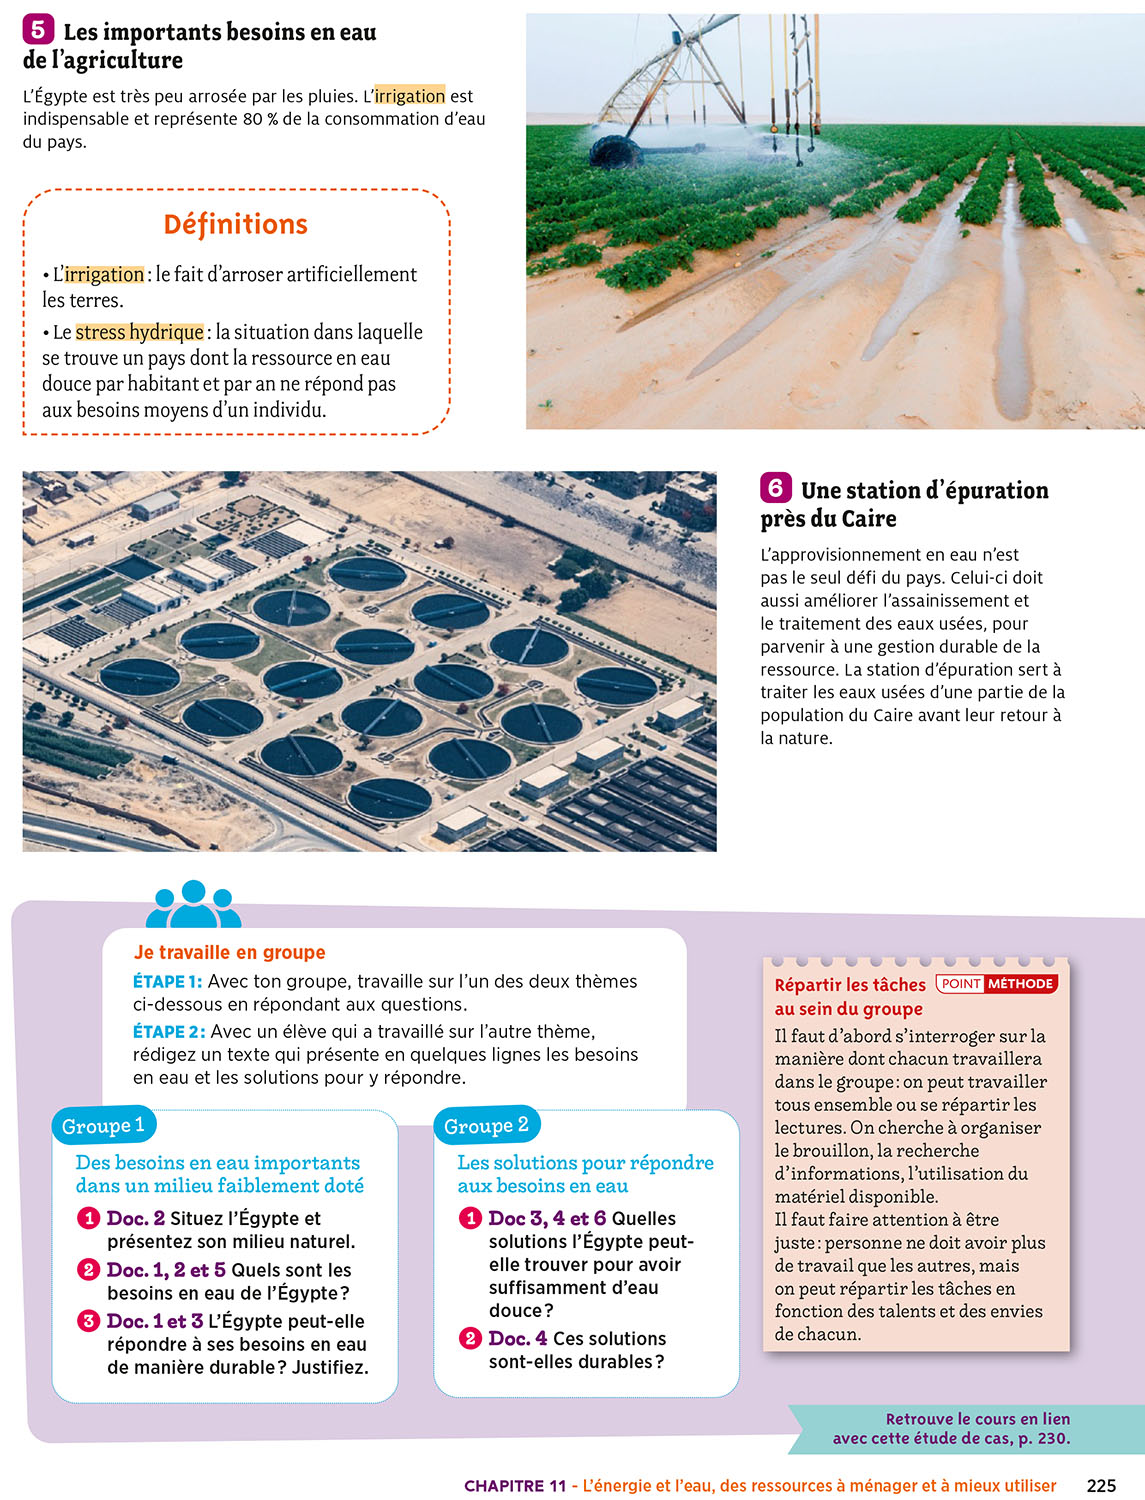 5 Les importants besoins en eau
de l'agriculture
L'Égypte est très peu arrosée par les pluies. L'irrigation est
indispensable et représente 80 % de la consommation d'eau
du pays.
Définitions
• L'irrigation : le fait d'arroser artificiellement
les terres.
• Le stress hydrique : la situation dans laquelle
se trouve un pays dont la ressource en eau
douce par habitant et par an ne répond pas
aux besoins moyens d'un individu.
6 Une station d'épuration
près du Caire
L'approvisionnement en eau n'est
pas le seul défi du pays. Celui-ci doit
aussi améliorer l'assainissement et
le traitement des eaux usées, pour
parvenir à une gestion durable de la
ressource. La station d'épuration sert à
traiter les eaux usées d'une partie de la
population du Caire avant leur retour à
la nature.
Je travaille en groupe
ÉTAPE 1 : Avec ton groupe, travaille sur l'un des deux thèmes
ci-dessous en répondant aux questions.
ÉTAPE 2 : Avec un élève qui a travaillé sur l'autre thème,
rédigez un texte qui présente en quelques lignes les besoins
en eau et les solutions pour y répondre.
Groupe 1
Des besoins en eau importants
dans un milieu faiblement doté
1 Doc. 2 Situez l'Égypte et
présentez son milieu naturel.
2 Doc. 1, 2 et 5 Quels sont les
besoins en eau de l'Égypte ?
3 Doc. 1 et 3 L'Égypte peut-elle
répondre à ses besoins en eau
de manière durable ? Justifiez.
Groupe 2
Les solutions pour répondre
aux besoins en eau
1 Doc 3, 4 et 6 Quelles
solutions l'Égypte peut-
elle trouver pour avoir
suffisamment d'eau
douce ?
2 Doc. 4 Ces solutions
sont-elles durables ?
Répartir les tâches POINT MÉTHODE
au sein du groupe
Il faut d'abord s'interroger sur la
manière dont chacun travaillera
dans le groupe : on peut travailler
tous ensemble ou se répartir les
lectures. On cherche à organiser
le brouillon, la recherche
d'informations, l'utilisation du
matériel disponible.
Il faut faire attention à être
juste : personne ne doit avoir plus
de travail que les autres, mais
on peut répartir les tâches en
fonction des talents et des envies
de chacun.
Retrouve le cours en lien
avec cette étude de cas, p. 230.
CHAPITRE 11 - L'énergie et l'eau, des ressources à ménager et à mieux utiliser 225